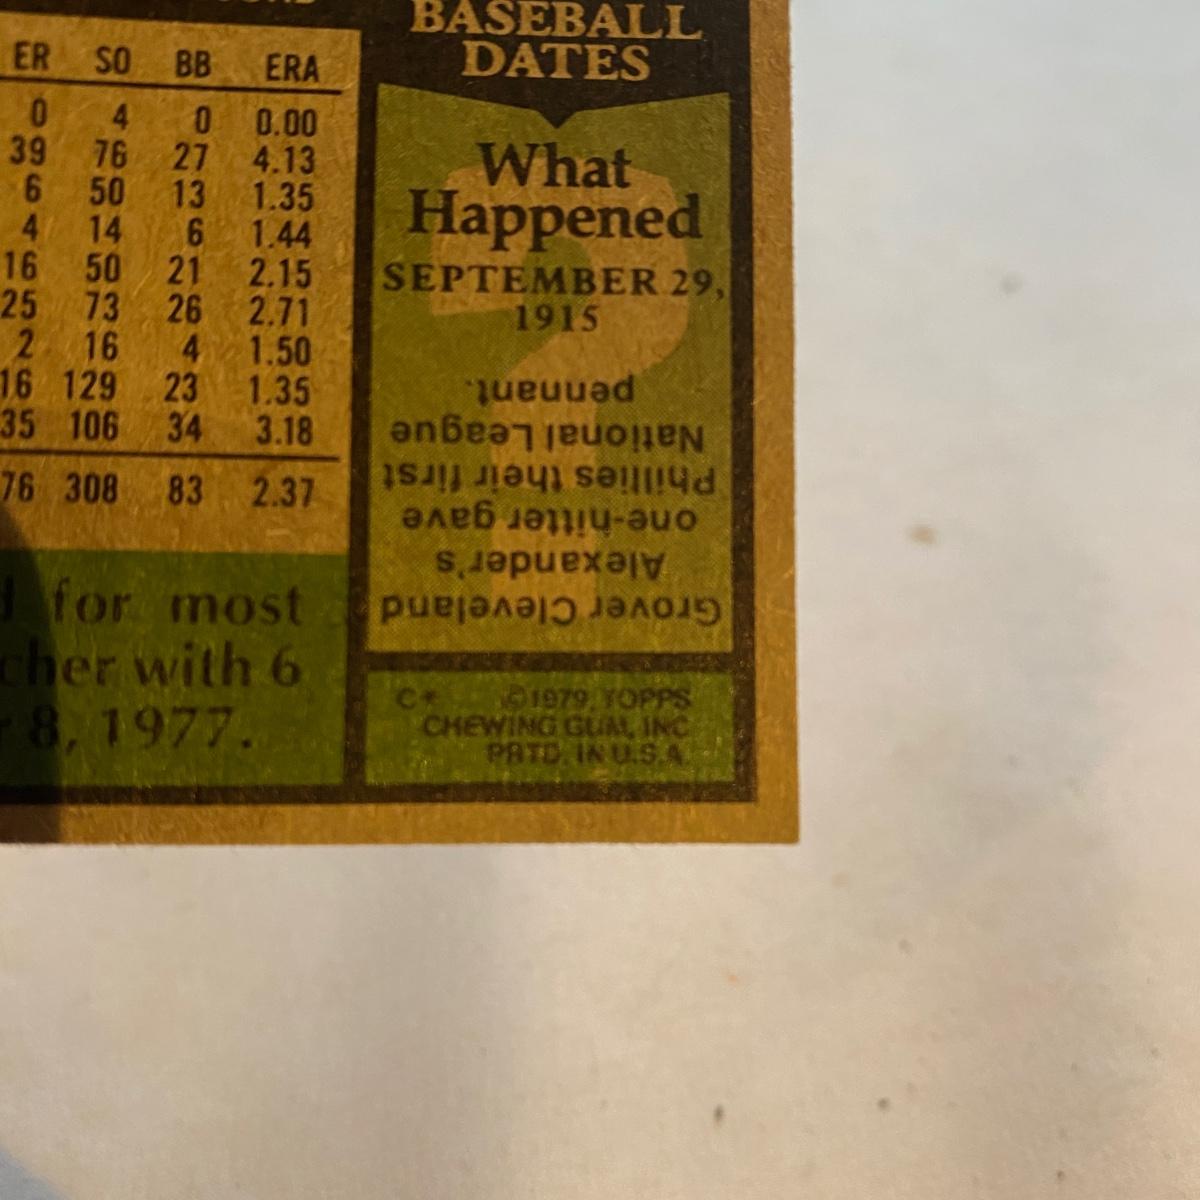 ER SO BB ERA
0 4 0 0.00
39 76 27 4.13
6 50 13 1.35
4 14 6 1.44
16 50 21 2.15
25 73 26 2.71
2 16 4 1.50
16 129 23 1.35
35 106 34 3.18
76 308 83 2.37
for most
with 6
8, 1977.
BASEBALL
DATES
What
Happened
SEPTEMBER 29,
1915
Grover Cleveland
Alexander's
one-hitter gave
Phillies their first
National League
pennant.
C* ©1979, TOPPS
CHEWING GUM, INC
PRTD. IN U.S.A.